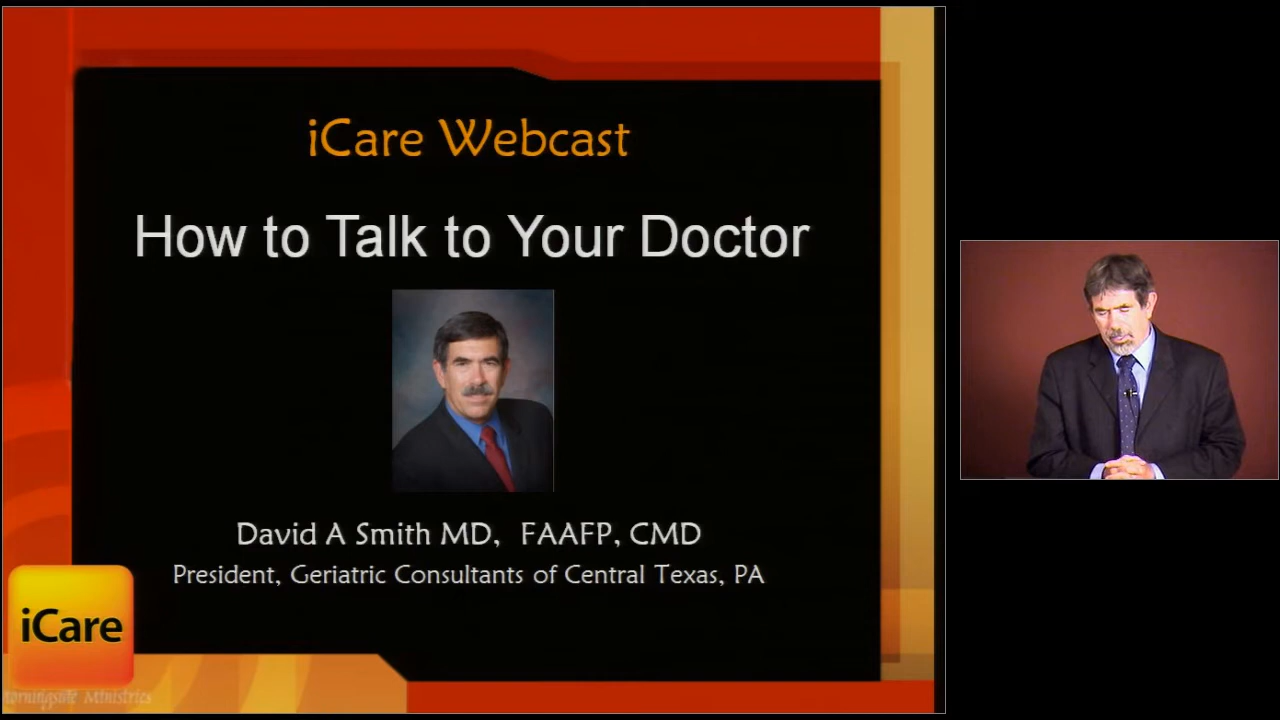 iCare Webcast
How to Talk to Your Doctor
David A Smith MD, FAAFP, CMD
President, Geriatric Consultants of Central Texas, PA
iCare
Ministries